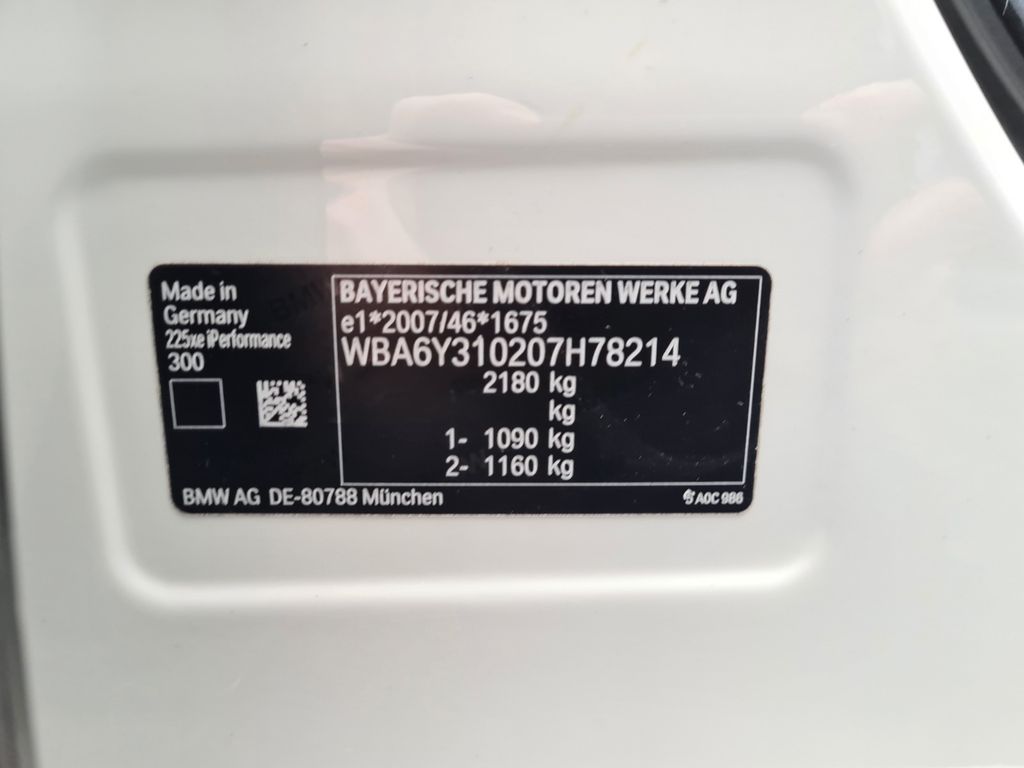 Made in
Germany
225xe iPerformance
300
BAYERISCHE MOTOREN WERKE AG
e1*2007/46*1675
WBA6Y310207H78214
2180 kg
kg
1- 1090 kg
2- 1160 kg
BMW AG DE-80788 München
A0C 986